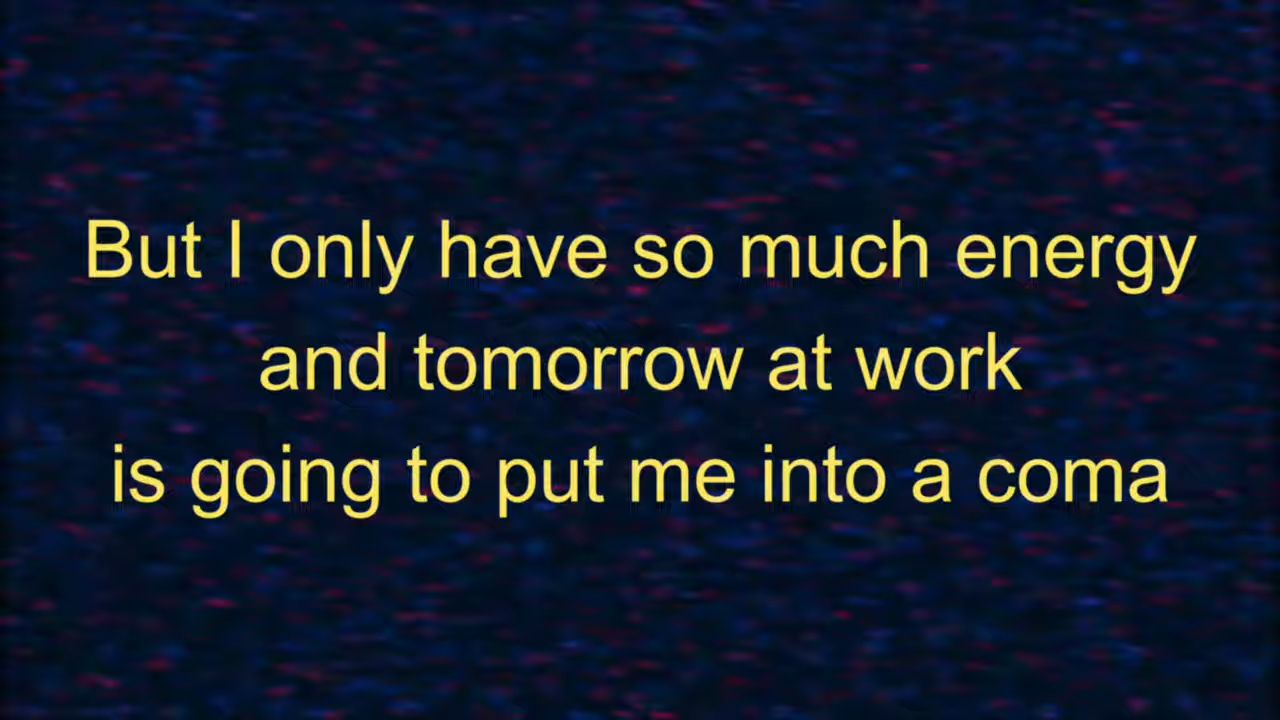 But I only have so much energy
and tomorrow at work
is going to put me into a coma